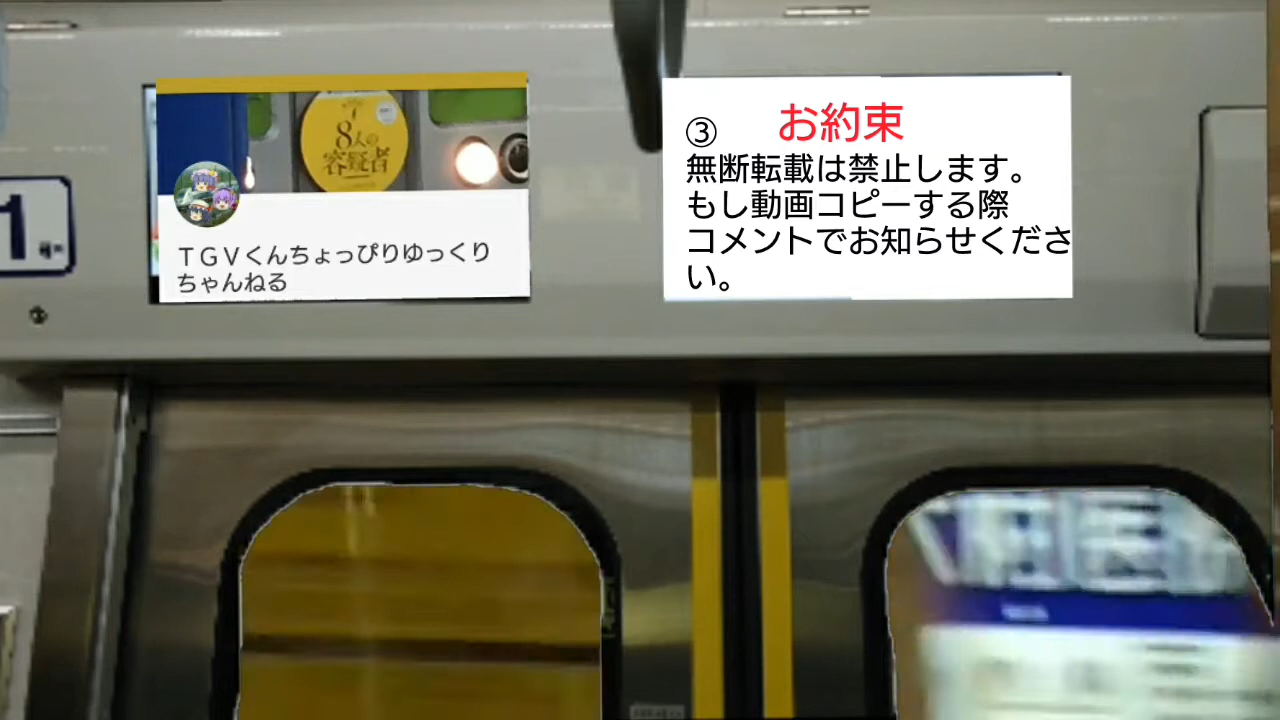 1
8人の
容疑者
TGVくんちょっぴりゆっくり
ちゃんねる
③ お約束
無断転載は禁止します。
もし動画コピーする際
コメントでお知らせくださ
い。